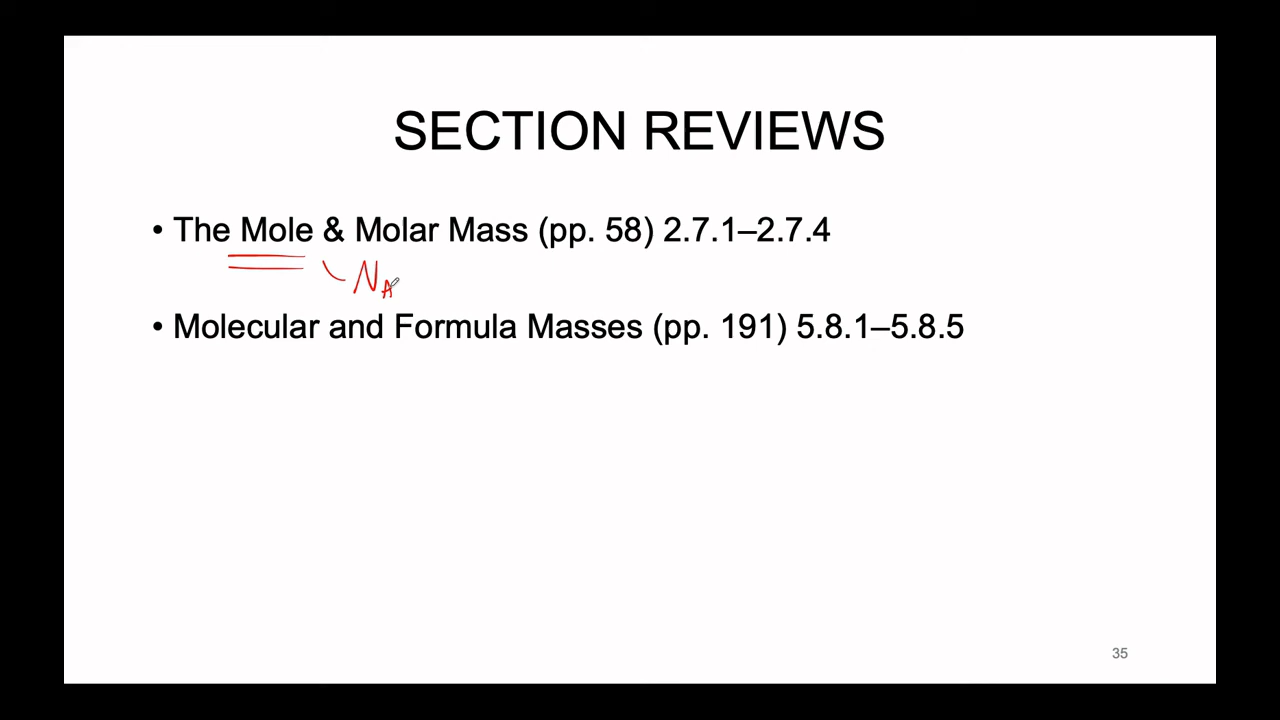 SECTION REVIEWS
• The Mole & Molar Mass (pp. 58) 2.7.1–2.7.4
NA
• Molecular and Formula Masses (pp. 191) 5.8.1–5.8.5
35